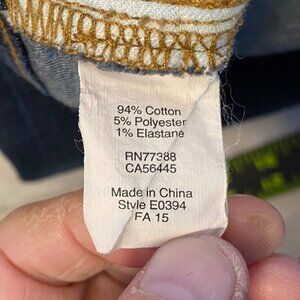 94% Cotton
5% Polyester
1% Elastane
RN77388
CA56445
Made in China
Style E0394
FA 15